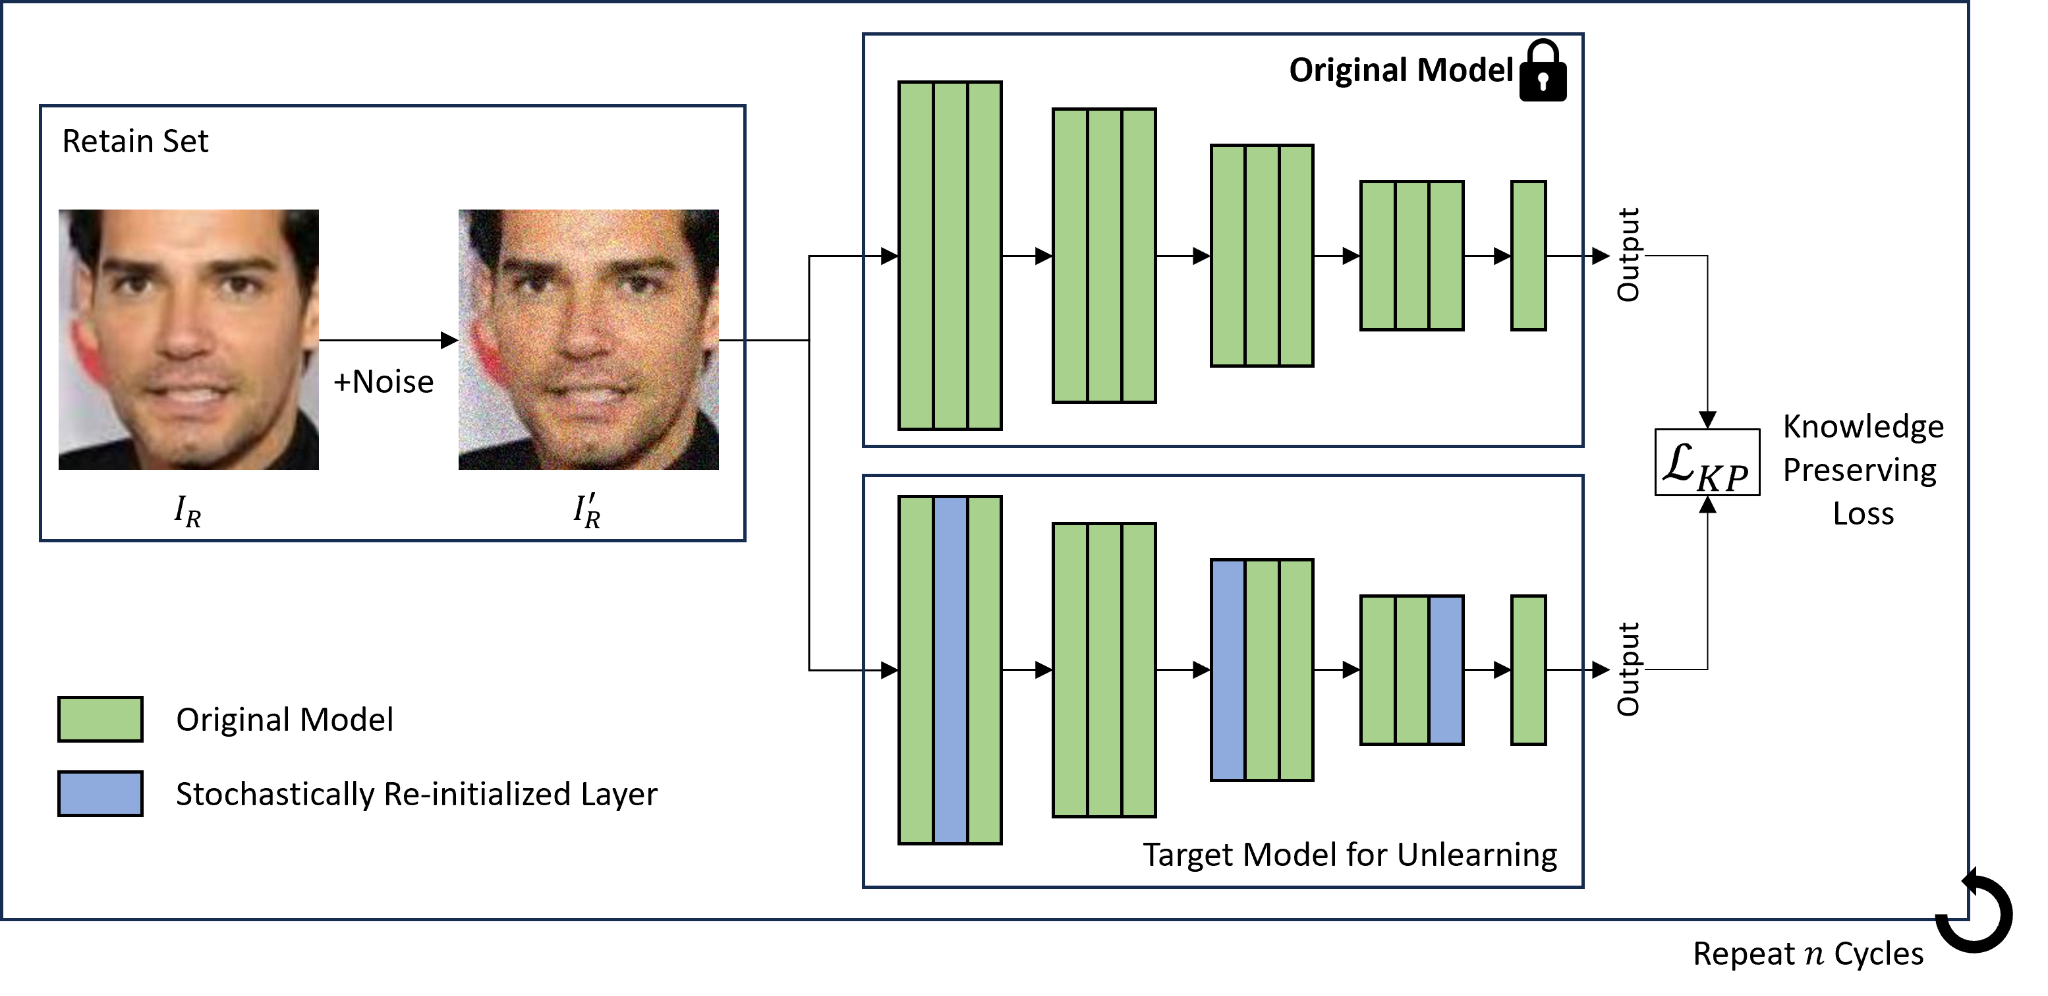 Original Model
Retain Set
+Noise
I_R
I'_R
Output
ℒ_KP
Knowledge
Preserving
Loss
Output
Original Model
Stochastically Re-initialized Layer
Target Model for Unlearning
Repeat n Cycles